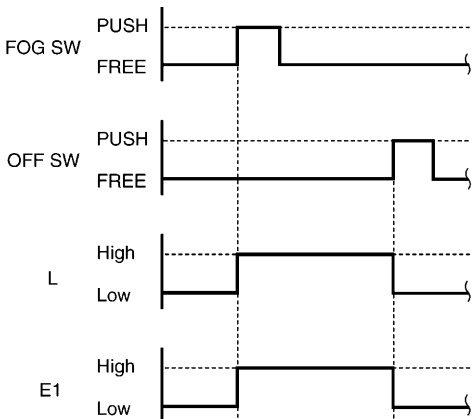 FOG SW
PUSH
FREE
OFF SW
PUSH
FREE
L
High
Low
E1
High
Low